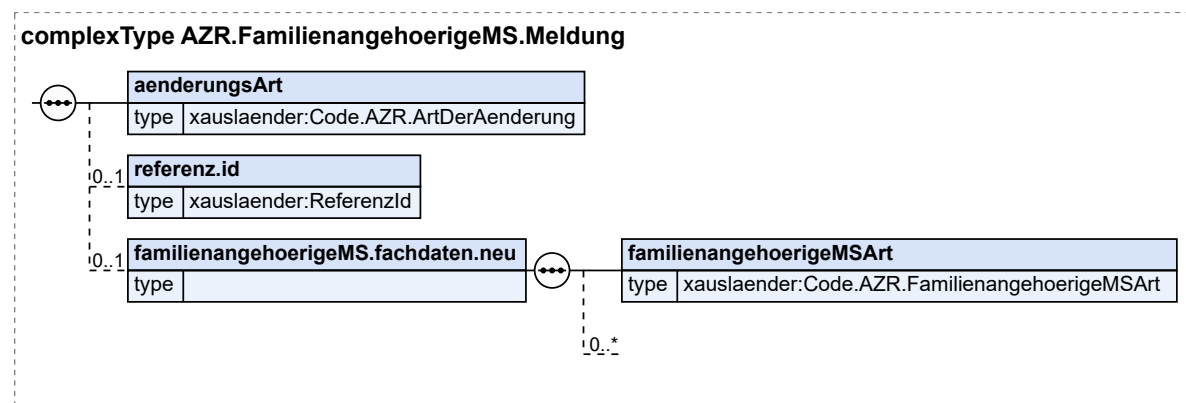 complexType AZR.FamilienangehoerigeMS.Meldung
aenderungsArt
type xauslaender:Code.AZR.ArtDerAenderung
0..1
referenz.id
type xauslaender:ReferenzId
0..1
familienangehoerigeMS.fachdaten.neu
type
familienangehoerigeMSArt
type xauslaender:Code.AZR.FamilienangehoerigeMSArt
0..*